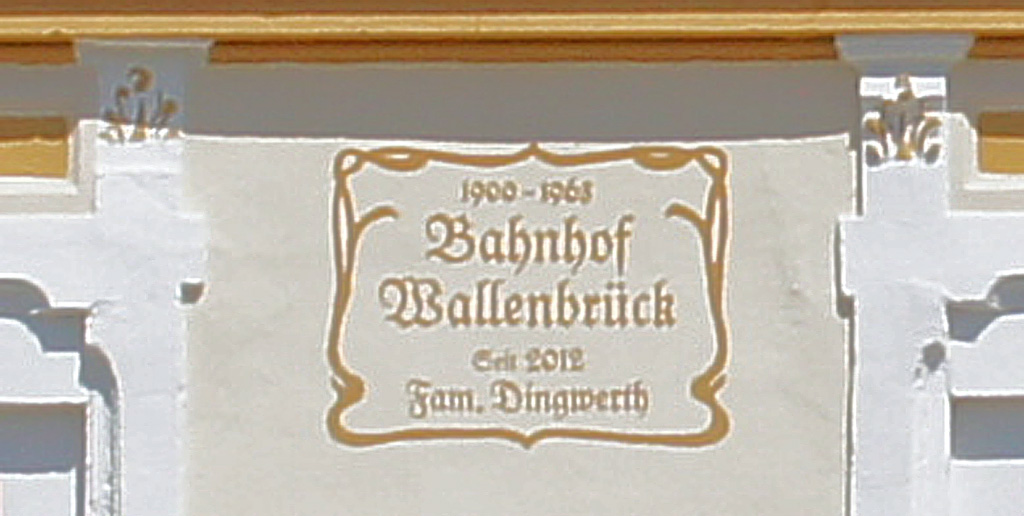 1900 - 1963
Bahnhof
Wallenbrück
Seit 2012
Fam. Dingwerth